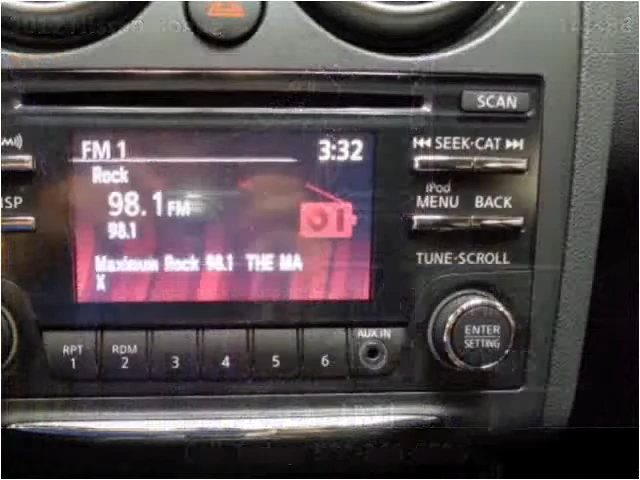 SCAN
FM 1 3:32
SEEK·CAT
Rock
98.1 FM
iPod
MENU BACK
98.1
Maximum Rock 98.1 THE MA
X
TUNE·SCROLL
RPT
1
RDM
2
3
4
5
6
AUX IN
ENTER
SETTING